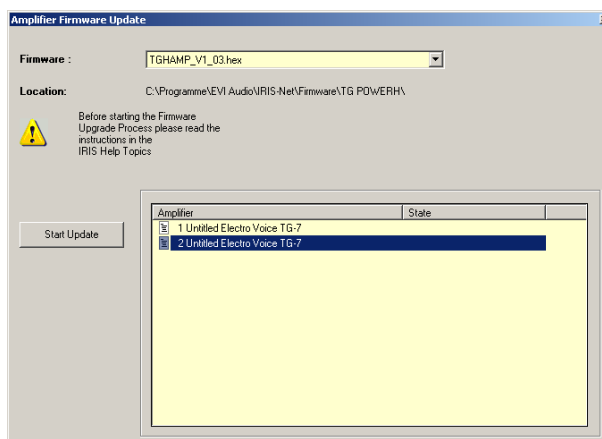 Amplifier Firmware Update
Firmware :
TGHAMP_V1_03.hex
Location:
C:\Programme\EVI Audio\IRIS-Net\Firmware\TG POWERH\
Before starting the Firmware
Upgrade Process please read the
instructions in the
IRIS Help Topics
Start Update
Amplifier State
1 Untitled Electro Voice TG-7
2 Untitled Electro Voice TG-7